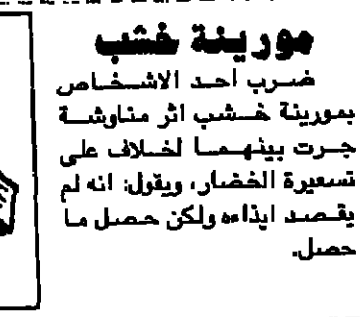 مورينة خشب
ضرب احد الاشخاص
بمورينة خشب اثر مناوشة
جرت بينهما لخلاف على
تسعيرة الخضار، ويقول: انه لم
يقصد ايذاءه ولكن حصل ما
حصل.